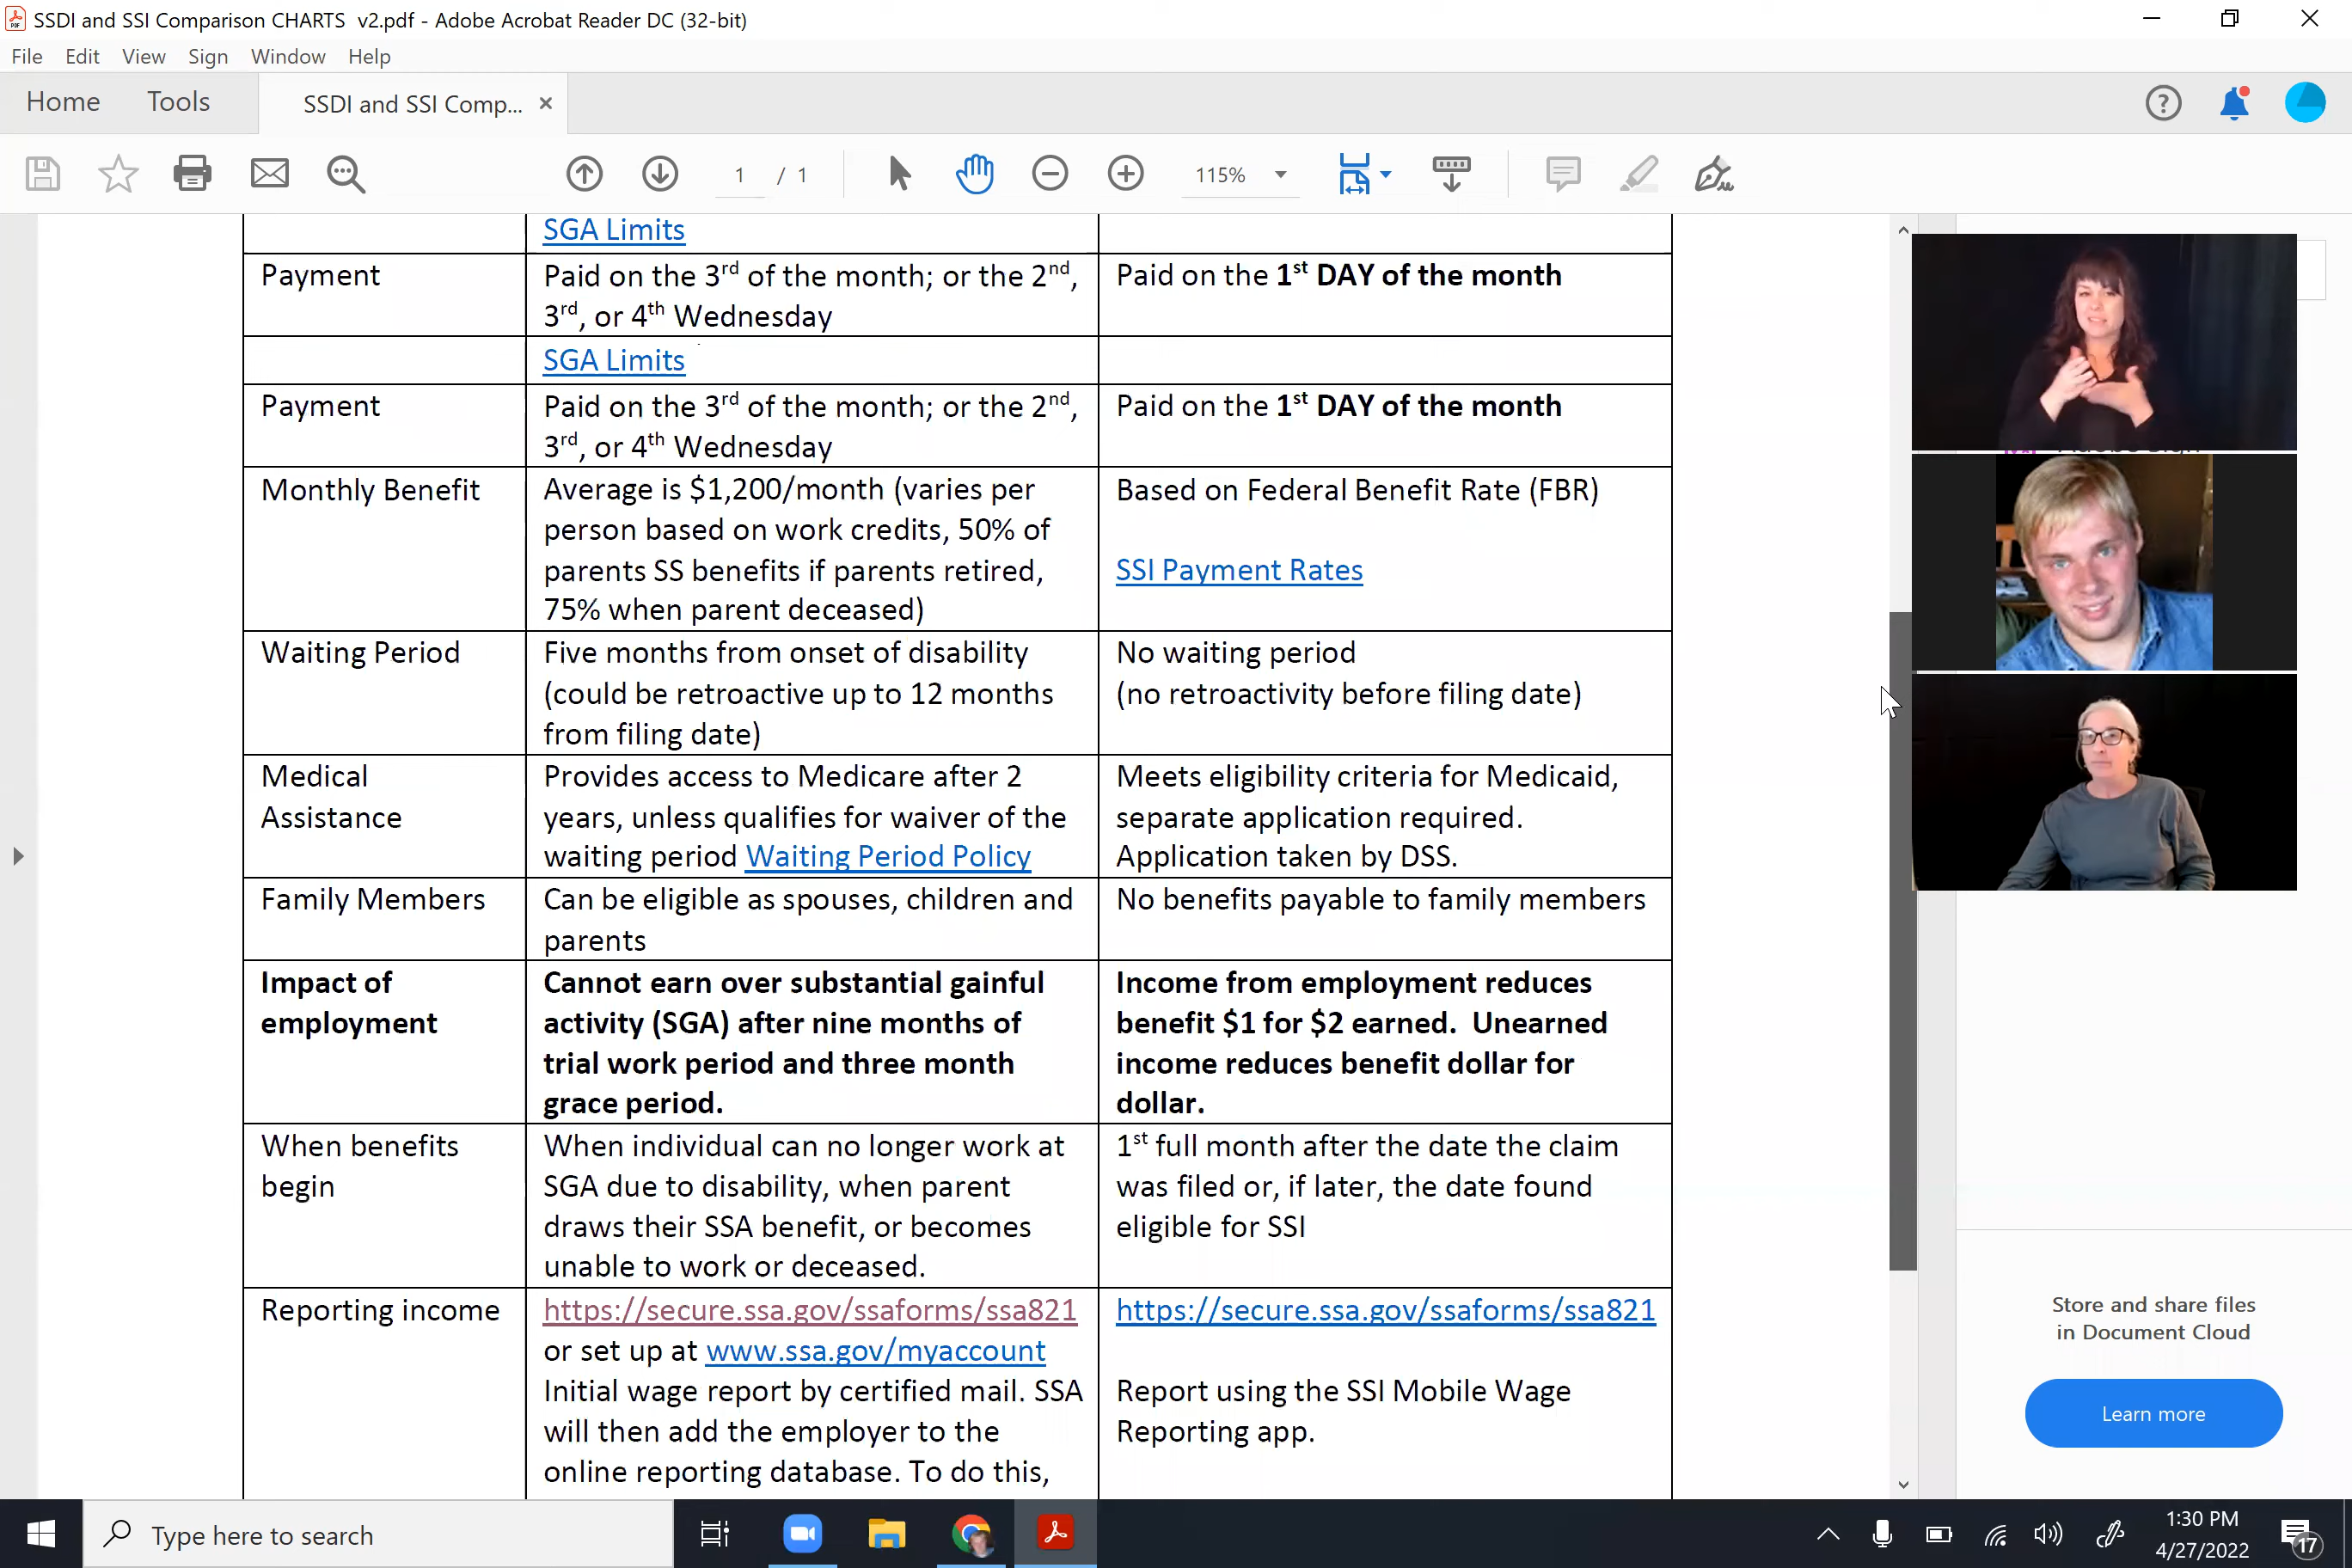 SSDI and SSI Comparison CHARTS v2.pdf - Adobe Acrobat Reader DC (32-bit)
File Edit View Sign Window Help
Home Tools SSDI and SSI Comp... ×
1 / 1 115%
SGA Limits
Payment
Paid on the 3rd of the month; or the 2nd,
3rd, or 4th Wednesday
Paid on the 1st DAY of the month
SGA Limits
Payment
Paid on the 3rd of the month; or the 2nd,
3rd, or 4th Wednesday
Paid on the 1st DAY of the month
Monthly Benefit
Average is $1,200/month (varies per
person based on work credits, 50% of
parents SS benefits if parents retired,
75% when parent deceased)
Based on Federal Benefit Rate (FBR)
SSI Payment Rates
Waiting Period
Five months from onset of disability
(could be retroactive up to 12 months
from filing date)
No waiting period
(no retroactivity before filing date)
Medical
Assistance
Provides access to Medicare after 2
years, unless qualifies for waiver of the
waiting period Waiting Period Policy
Meets eligibility criteria for Medicaid,
separate application required.
Application taken by DSS.
Family Members
Can be eligible as spouses, children and
parents
No benefits payable to family members
Impact of
employment
Cannot earn over substantial gainful
activity (SGA) after nine months of
trial work period and three month
grace period.
Income from employment reduces
benefit $1 for $2 earned. Unearned
income reduces benefit dollar for
dollar.
When benefits
begin
When individual can no longer work at
SGA due to disability, when parent
draws their SSA benefit, or becomes
unable to work or deceased.
1st full month after the date the claim
was filed or, if later, the date found
eligible for SSI
Reporting income
https://secure.ssa.gov/ssaforms/ssa821
or set up at www.ssa.gov/myaccount
Initial wage report by certified mail. SSA
will then add the employer to the
online reporting database. To do this,
https://secure.ssa.gov/ssaforms/ssa821
Report using the SSI Mobile Wage
Reporting app.
Store and share files
in Document Cloud
Learn more
Type here to search
1:30 PM
4/27/2022
17